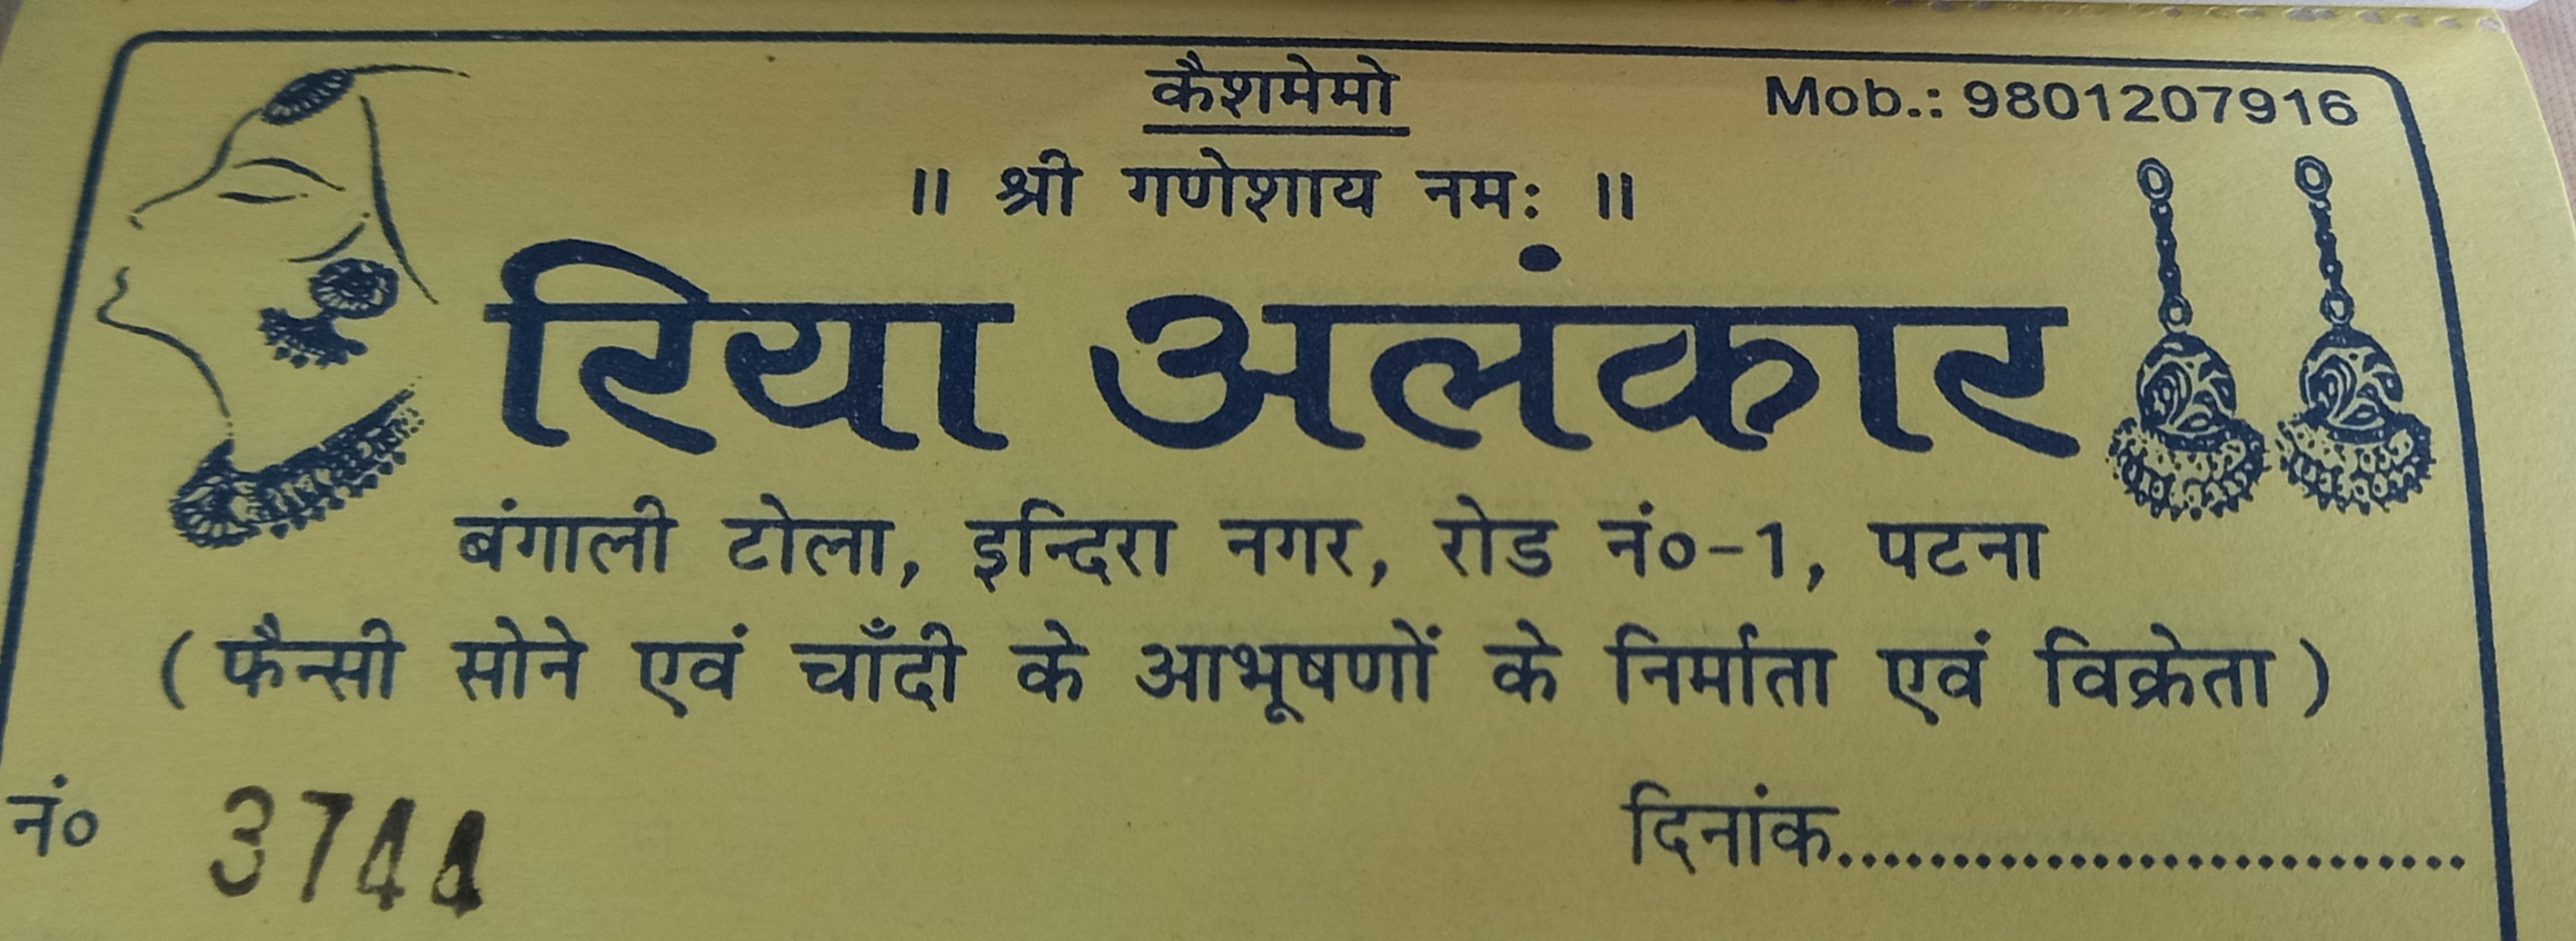 कैशमेमो
Mob.: 9801207916
॥ श्री गणेशाय नमः ॥
रिया अलंकार
बंगाली टोला, इन्दिरा नगर, रोड नं०-1, पटना
( फैन्सी सोने एवं चाँदी के आभूषणों के निर्माता एवं विक्रेता )
नं० 3744 दिनांक...........................